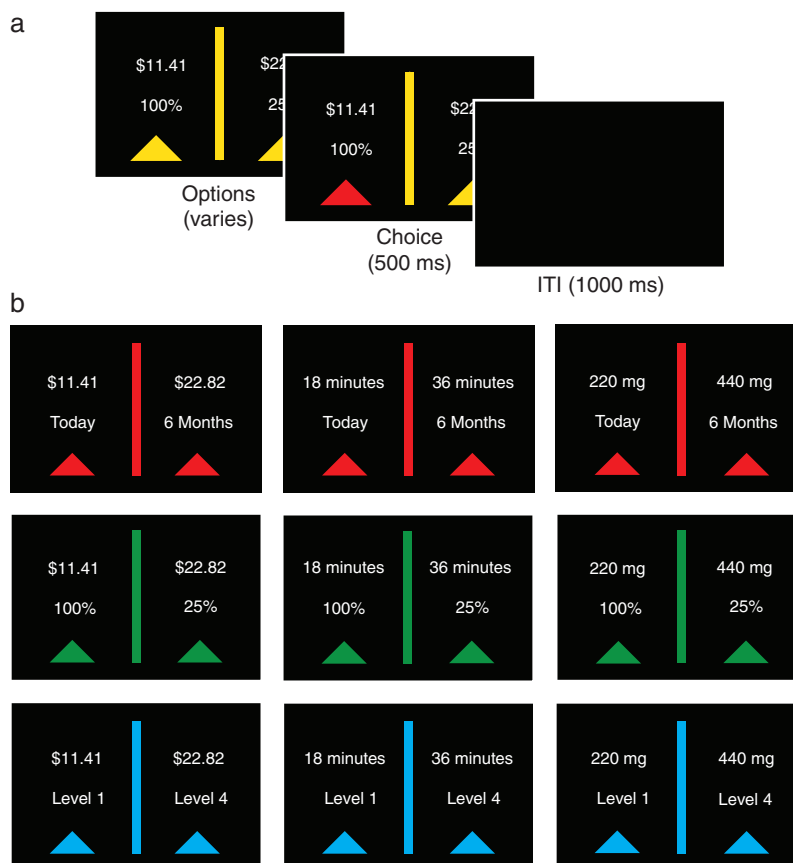 a
$11.41
100%
25
Options
(varies)
$11.41
$22
100%
25
Choice
(500 ms)
ITI (1000 ms)
b
$11.41 $22.82
Today 6 Months
18 minutes 36 minutes
Today 6 Months
220 mg 440 mg
Today 6 Months
$11.41 $22.82
100% 25%
18 minutes 36 minutes
100% 25%
220 mg 440 mg
100% 25%
$11.41 $22.82
Level 1 Level 4
18 minutes 36 minutes
Level 1 Level 4
220 mg 440 mg
Level 1 Level 4